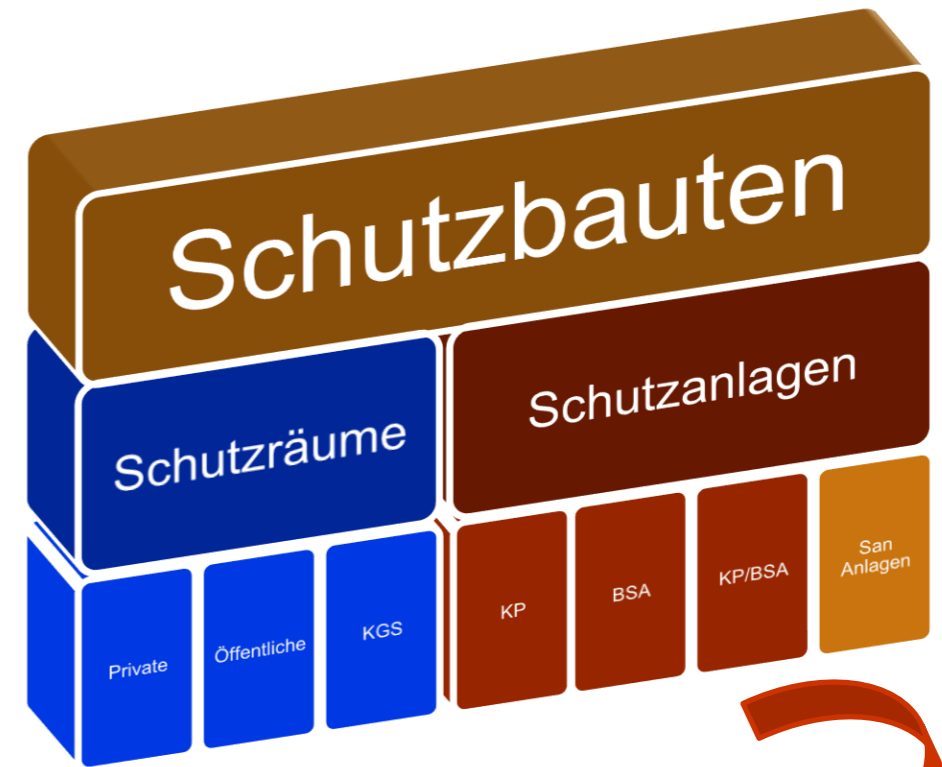 Schutzbauten
Schutzräume
Schutzanlagen
Private
Öffentliche
KGS
KP
BSA
KP/BSA
San
Anlagen